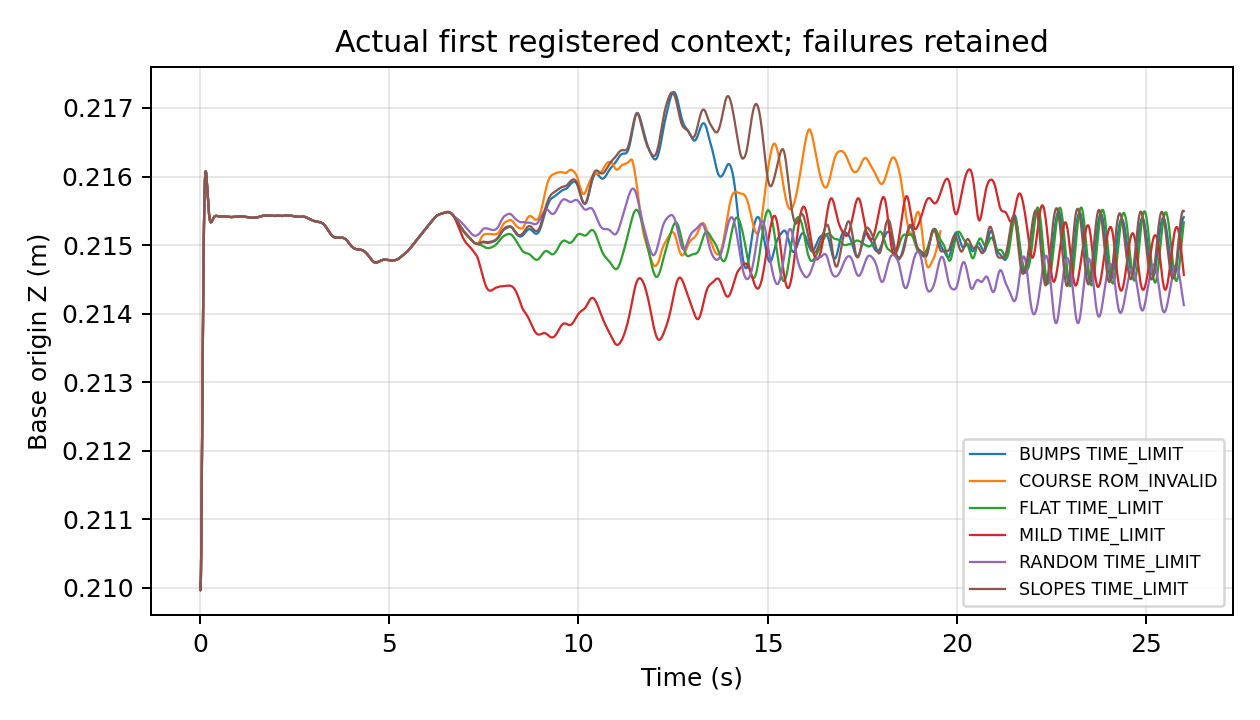 Actual first registered context; failures retained
0.217
0.216
0.215
0.214
0.213
0.212
0.211
0.210
Base origin Z (m)
BUMPS TIME_LIMIT
COURSE ROM_INVALID
FLAT TIME_LIMIT
MILD TIME_LIMIT
RANDOM TIME_LIMIT
SLOPES TIME_LIMIT
0 5 10 15 20 25
Time (s)